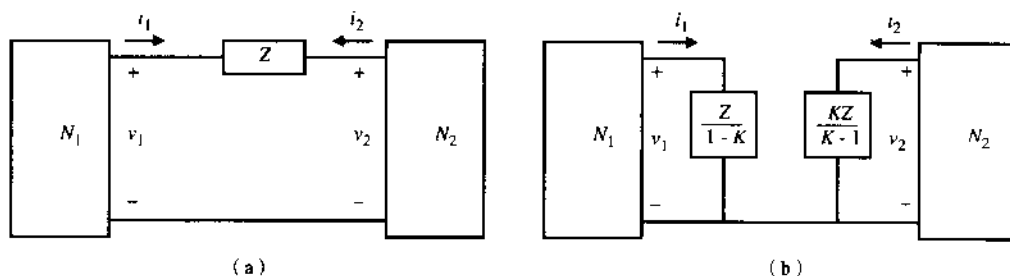 i1
Z
i2
N1
+
v1
−
+
v2
−
N2
(a)
i1
i2
N1
+
v1
−
Z
1 - K
KZ
K - 1
+
v2
−
N2
(b)